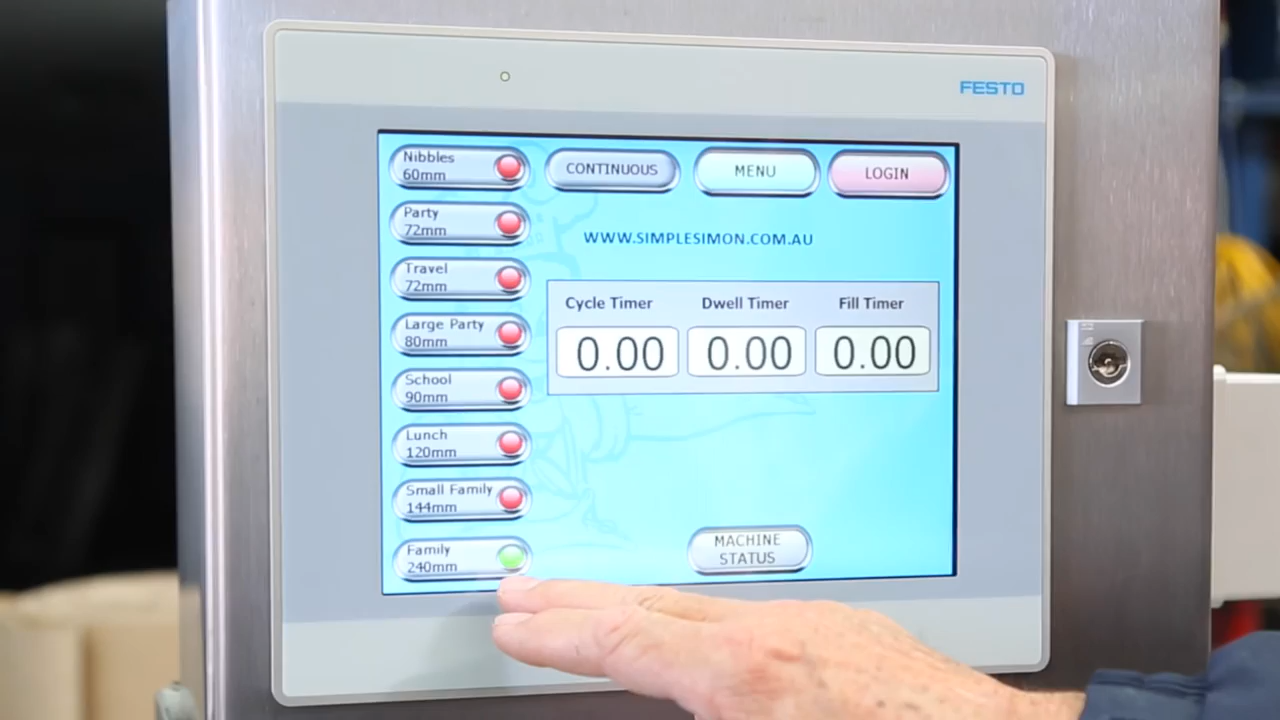 FESTO
Nibbles
60mm
Party
72mm
Travel
72mm
Large Party
80mm
School
90mm
Lunch
120mm
Small Family
144mm
Family
240mm
CONTINUOUS
MENU
LOGIN
WWW.SIMPLESIMON.COM.AU
Cycle Timer
Dwell Timer
Fill Timer
0.00
0.00
0.00
MACHINE
STATUS